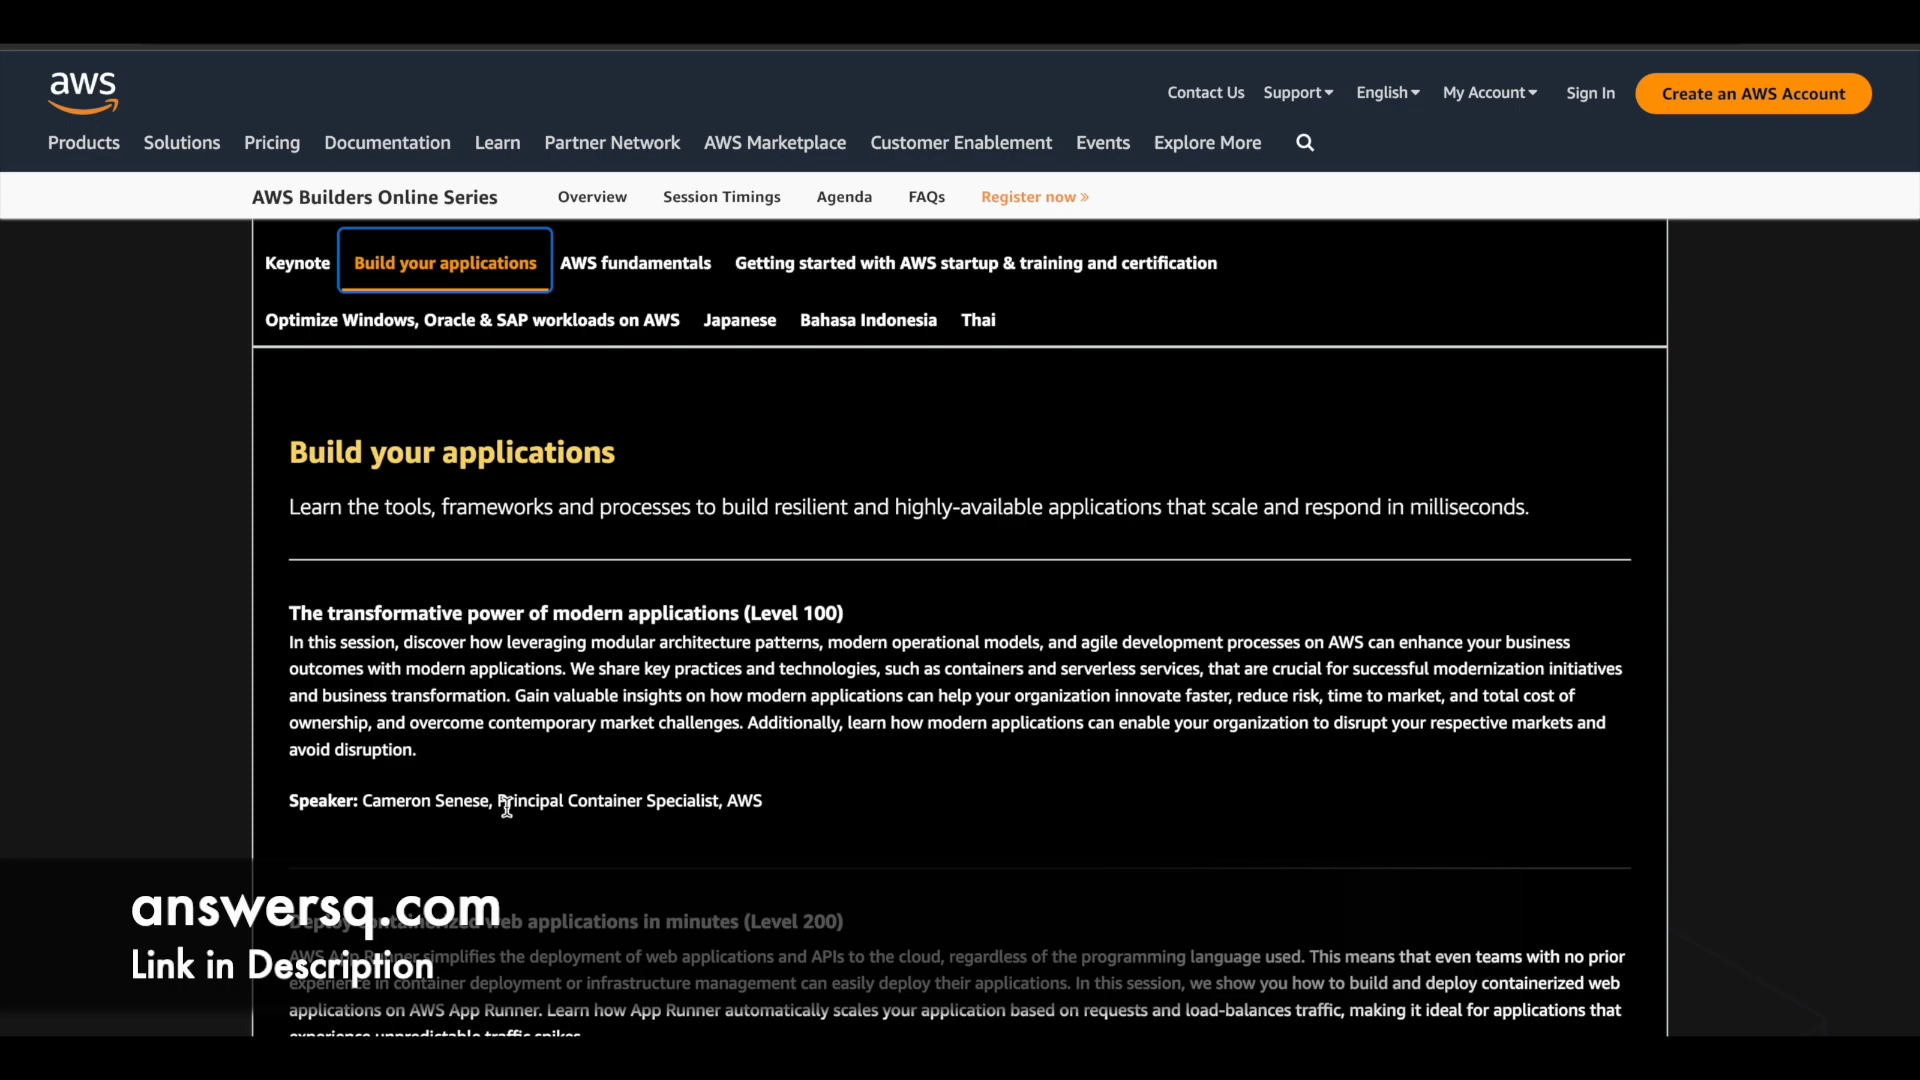 aws
Contact Us Support English My Account Sign In Create an AWS Account
Products Solutions Pricing Documentation Learn Partner Network AWS Marketplace Customer Enablement Events Explore More
AWS Builders Online Series Overview Session Timings Agenda FAQs Register now »
Keynote Build your applications AWS fundamentals Getting started with AWS startup & training and certification
Optimize Windows, Oracle & SAP workloads on AWS Japanese Bahasa Indonesia Thai
Build your applications
Learn the tools, frameworks and processes to build resilient and highly-available applications that scale and respond in milliseconds.
The transformative power of modern applications (Level 100)
In this session, discover how leveraging modular architecture patterns, modern operational models, and agile development processes on AWS can enhance your business
outcomes with modern applications. We share key practices and technologies, such as containers and serverless services, that are crucial for successful modernization initiatives
and business transformation. Gain valuable insights on how modern applications can help your organization innovate faster, reduce risk, time to market, and total cost of
ownership, and overcome contemporary market challenges. Additionally, learn how modern applications can enable your organization to disrupt your respective markets and
avoid disruption.
Speaker: Cameron Senese, Principal Container Specialist, AWS
answersq.com
Deploy containerized web applications in minutes (Level 200)
Link in Description
AWS App Runner simplifies the deployment of web applications and APIs to the cloud, regardless of the programming language used. This means that even teams with no prior
experience in container deployment or infrastructure management can easily deploy their applications. In this session, we show you how to build and deploy containerized web
applications on AWS App Runner. Learn how App Runner automatically scales your application based on requests and load-balances traffic, making it ideal for applications that
experience unpredictable traffic spikes.